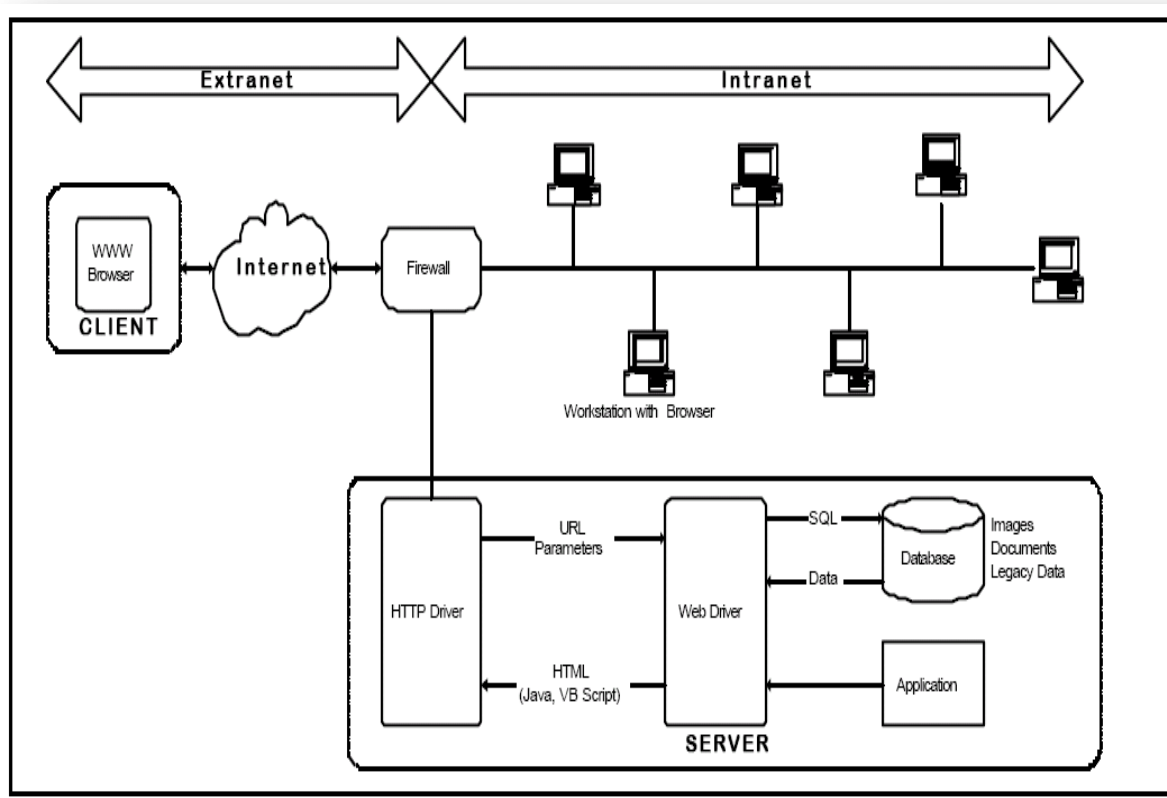 Extranet
Intranet
WWW
Browser
CLIENT
Internet
Firewall
Workstation with Browser
HTTP Driver
URL
Parameters
HTML
(Java, VB Script)
Web Driver
SQL
Data
Database
Images
Documents
Legacy Data
Application
SERVER